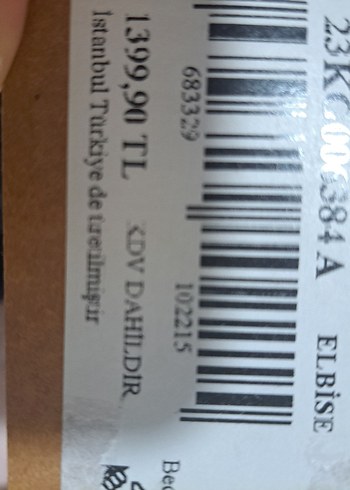 ELBİSE
683329 102215
1399,90 TL KDV DAHİLDİR
İstanbul Türkiye de üretilmiştir